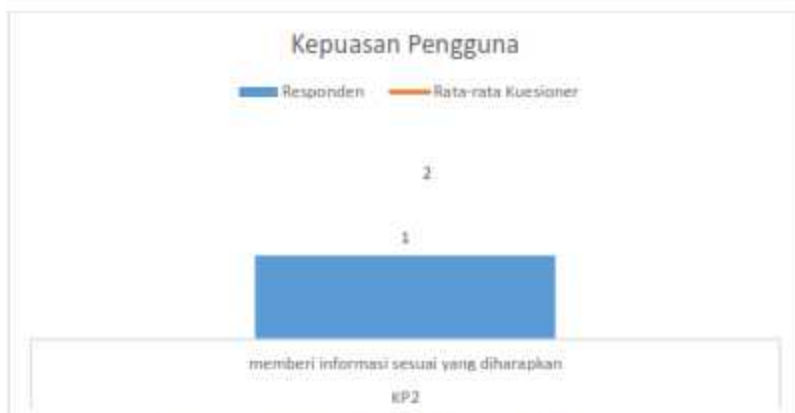 Kepuasan Pengguna
Responden Rata-rata Kuesioner
2
1
memberi informasi sesuai yang diharapkan
KP2